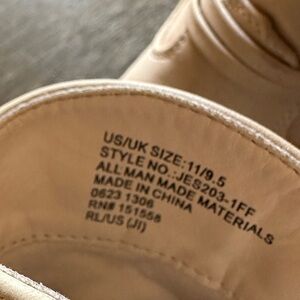 US/UK SIZE:11/9.5
STYLE NO.:JES203-1FF
ALL MAN MADE MATERIALS
MADE IN CHINA
0623 1306
RN# 151558
RL/US (JI)